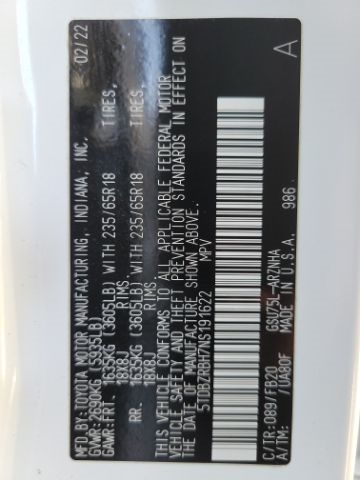 MFD.BY:TOYOTA MOTOR MANUFACTURING, INDIANA, INC. 02/22
GVWR:2690KG (5935LB)
GAWR:FRT. 1635KG (3605LB) WITH 235/65R18 TIRES,
18X8J RIMS
RR. 1635KG (3605LB) WITH 235/65R18 TIRES,
18X8J RIMS
THIS VEHICLE CONFORMS TO ALL APPLICABLE FEDERAL MOTOR
VEHICLE SAFETY AND THEFT PREVENTION STANDARDS IN EFFECT ON
THE DATE OF MANUFACTURE SHOWN ABOVE.
5TDBZRBH7NS191622 MPV
986 A
C/TR:089/FB20 GSU75L-ARZNHA
A/TM: /UA80F MADE IN U.S.A.